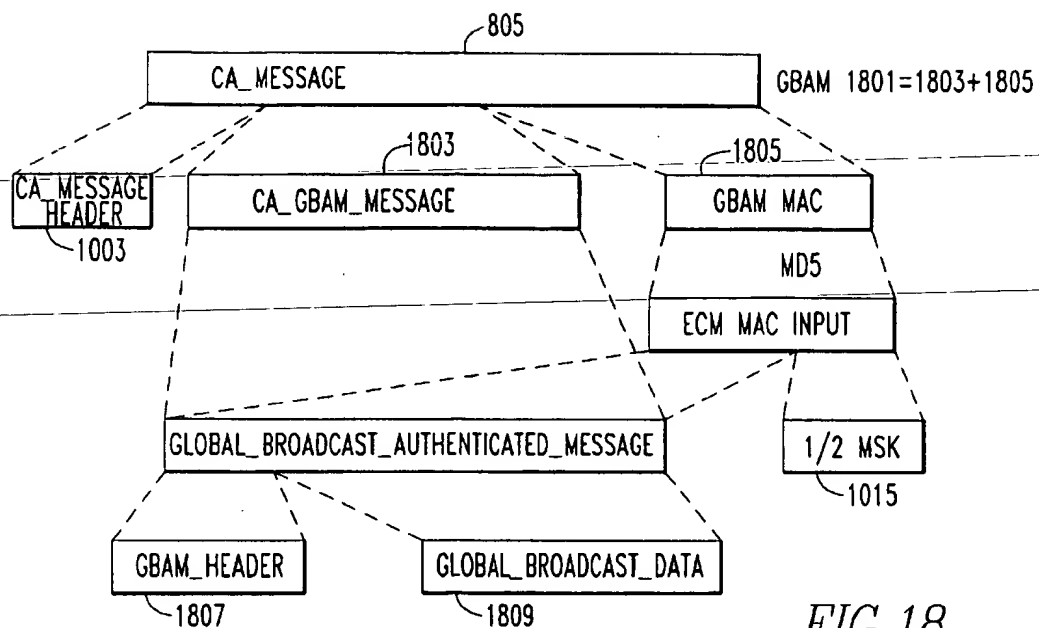 805
CA_MESSAGE
GBAM 1801=1803+1805
1803
1805
CA_MESSAGE
HEADER
CA_GBAM_MESSAGE
GBAM MAC
1003
MD5
ECM MAC INPUT
GLOBAL_BROADCAST_AUTHENTICATED_MESSAGE
1/2 MSK
1015
GBAM_HEADER
GLOBAL_BROADCAST_DATA
1807
1809
FIG. 18